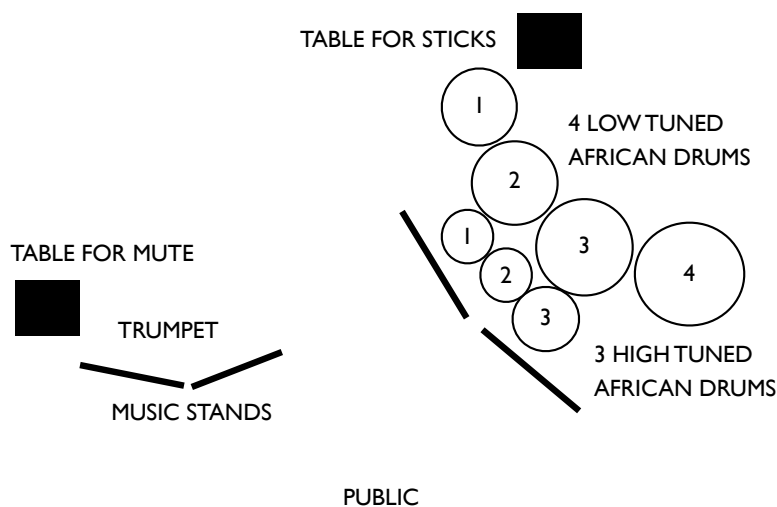 TABLE FOR STICKS
1
4 LOW TUNED
AFRICAN DRUMS
2
1
3
TABLE FOR MUTE
2
4
3
TRUMPET
3 HIGH TUNED
AFRICAN DRUMS
MUSIC STANDS
PUBLIC